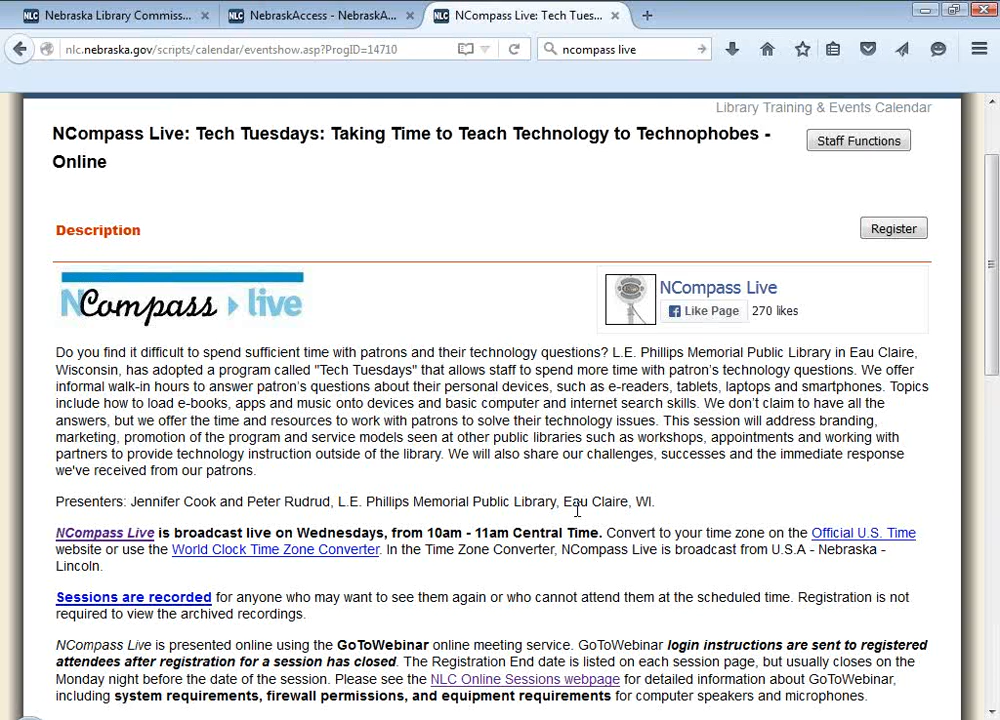 Nebraska Library Commiss...
NebraskAccess - NebraskA...
NCompass Live: Tech Tues...
nlc.nebraska.gov/scripts/calendar/eventshow.asp?ProgID=14710
ncompass live
Library Training & Events Calendar
NCompass Live: Tech Tuesdays: Taking Time to Teach Technology to Technophobes -
Online
Staff Functions
Description
Register
NCompass live
NCompass Live
Like Page 270 likes
Do you find it difficult to spend sufficient time with patrons and their technology questions? L.E. Phillips Memorial Public Library in Eau Claire,
Wisconsin, has adopted a program called "Tech Tuesdays" that allows staff to spend more time with patron's technology questions. We offer
informal walk-in hours to answer patron's questions about their personal devices, such as e-readers, tablets, laptops and smartphones. Topics
include how to load e-books, apps and music onto devices and basic computer and internet search skills. We don't claim to have all the
answers, but we offer the time and resources to work with patrons to solve their technology issues. This session will address branding,
marketing, promotion of the program and service models seen at other public libraries such as workshops, appointments and working with
partners to provide technology instruction outside of the library. We will also share our challenges, successes and the immediate response
we've received from our patrons.
Presenters: Jennifer Cook and Peter Rudrud, L.E. Phillips Memorial Public Library, Eau Claire, WI.
NCompass Live is broadcast live on Wednesdays, from 10am - 11am Central Time. Convert to your time zone on the Official U.S. Time
website or use the World Clock Time Zone Converter. In the Time Zone Converter, NCompass Live is broadcast from U.S.A - Nebraska -
Lincoln.
Sessions are recorded for anyone who may want to see them again or who cannot attend them at the scheduled time. Registration is not
required to view the archived recordings.
NCompass Live is presented online using the GoToWebinar online meeting service. GoToWebinar login instructions are sent to registered
attendees after registration for a session has closed. The Registration End date is listed on each session page, but usually closes on the
Monday night before the date of the session. Please see the NLC Online Sessions webpage for detailed information about GoToWebinar,
including system requirements, firewall permissions, and equipment requirements for computer speakers and microphones.